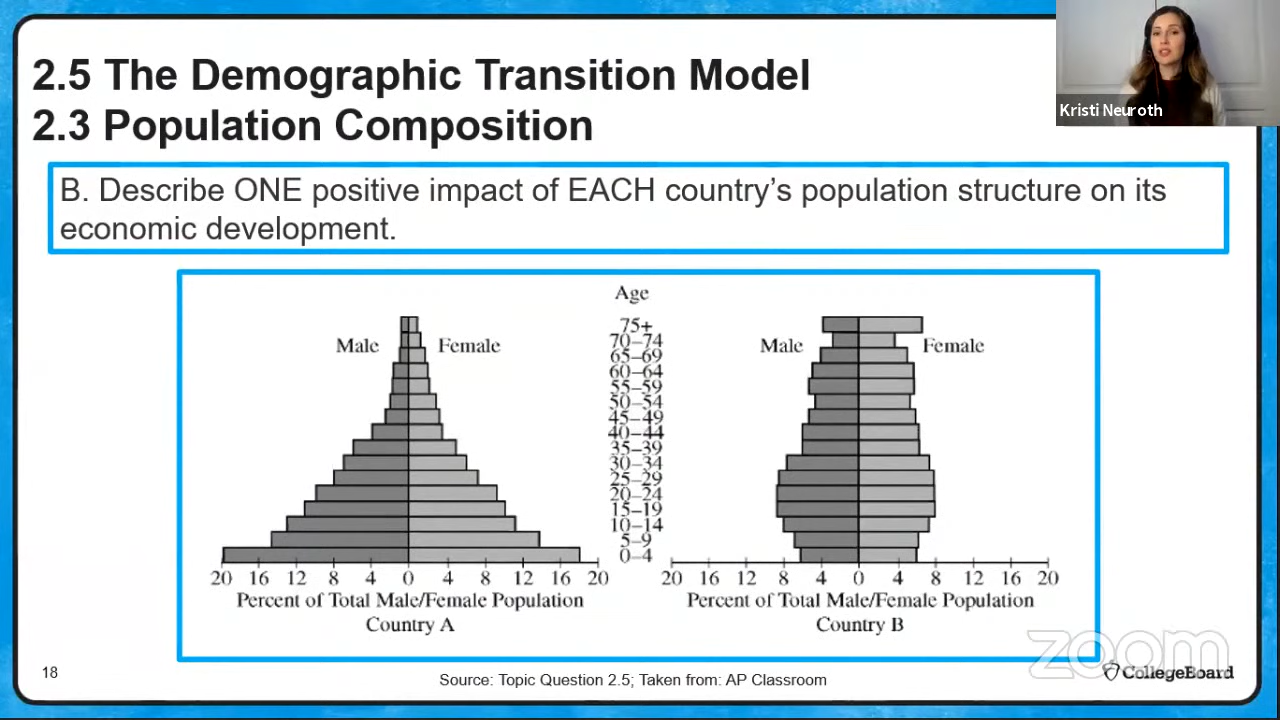 2.5 The Demographic Transition Model
2.3 Population Composition
Kristi Neuroth
B. Describe ONE positive impact of EACH country’s population structure on its
economic development.
Age
Male
Female
75+
70–74
65–69
60–64
55–59
50–54
45–49
40–44
35–39
30–34
25–29
20–24
15–19
10–14
5–9
0–4
Male
Female
20 16 12 8 4 0 4 8 12 16 20
Percent of Total Male/Female Population
Country A
20 16 12 8 4 0 4 8 12 16 20
Percent of Total Male/Female Population
Country B
zoom
18
Source: Topic Question 2.5; Taken from: AP Classroom
CollegeBoard